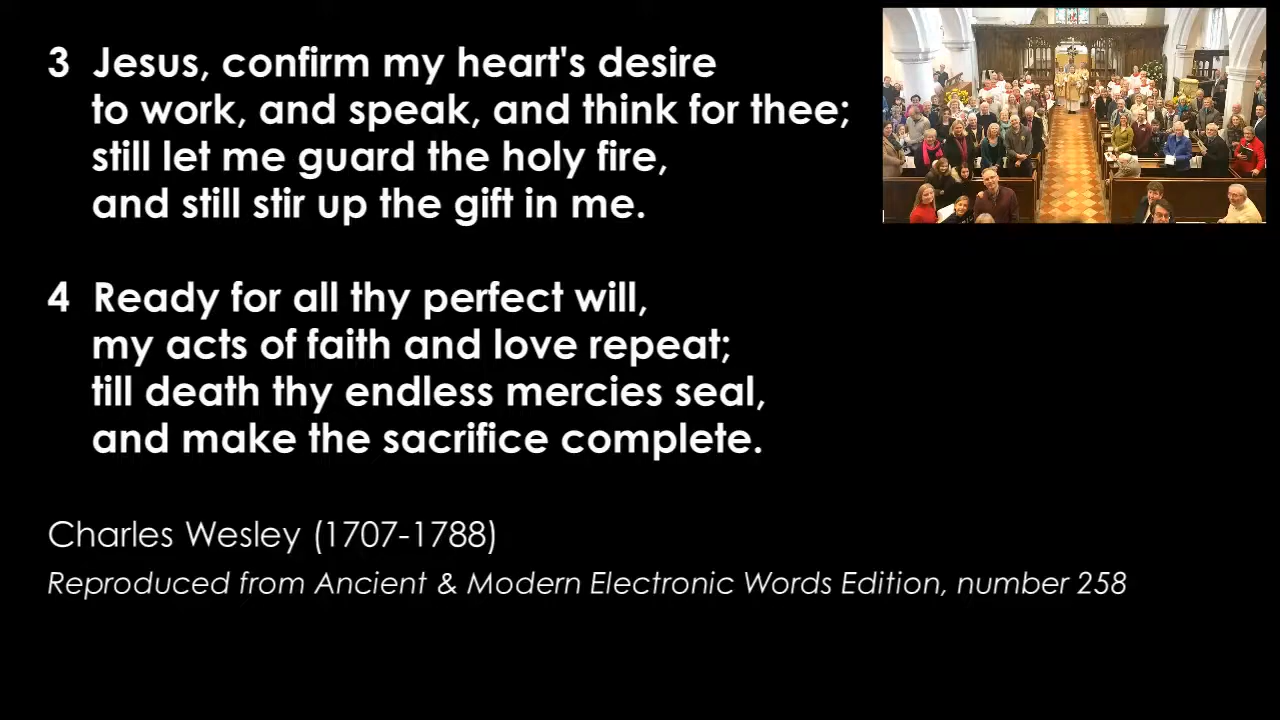 3 Jesus, confirm my heart's desire
to work, and speak, and think for thee;
still let me guard the holy fire,
and still stir up the gift in me.
4 Ready for all thy perfect will,
my acts of faith and love repeat;
till death thy endless mercies seal,
and make the sacrifice complete.
Charles Wesley (1707-1788)
Reproduced from Ancient & Modern Electronic Words Edition, number 258